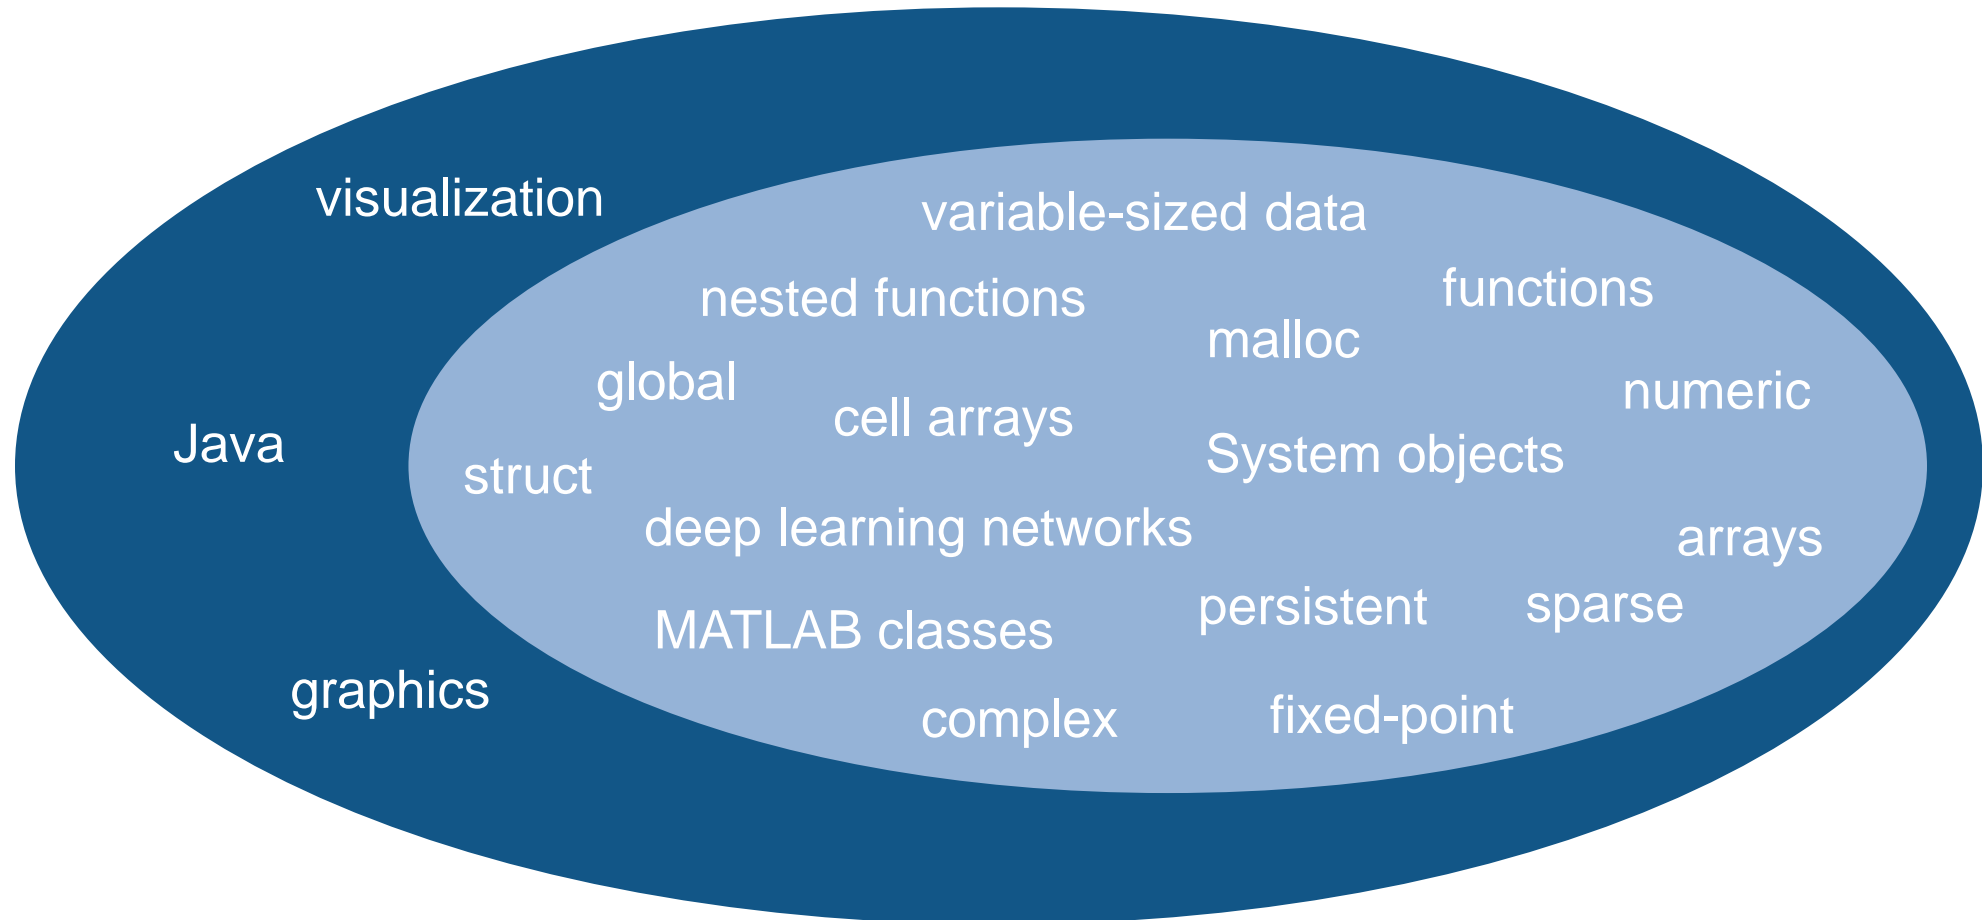 visualization
variable-sized data
nested functions
functions
malloc
global
cell arrays
numeric
Java
struct
System objects
deep learning networks
arrays
MATLAB classes
persistent
sparse
graphics
complex
fixed-point